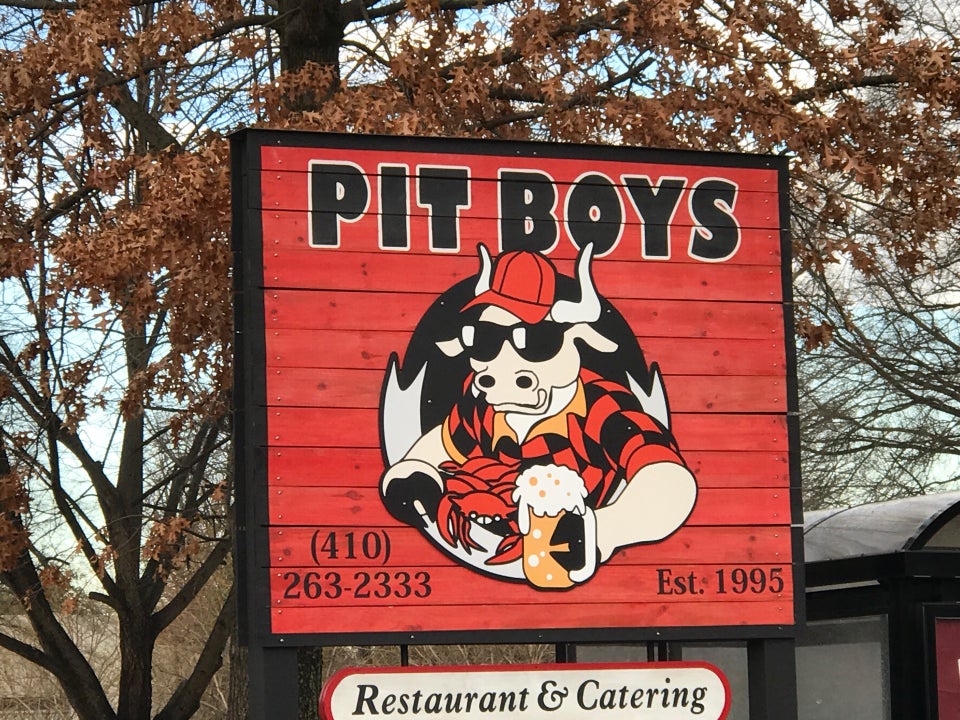 PIT BOYS
(410)
263-2333
Est. 1995
Restaurant & Catering